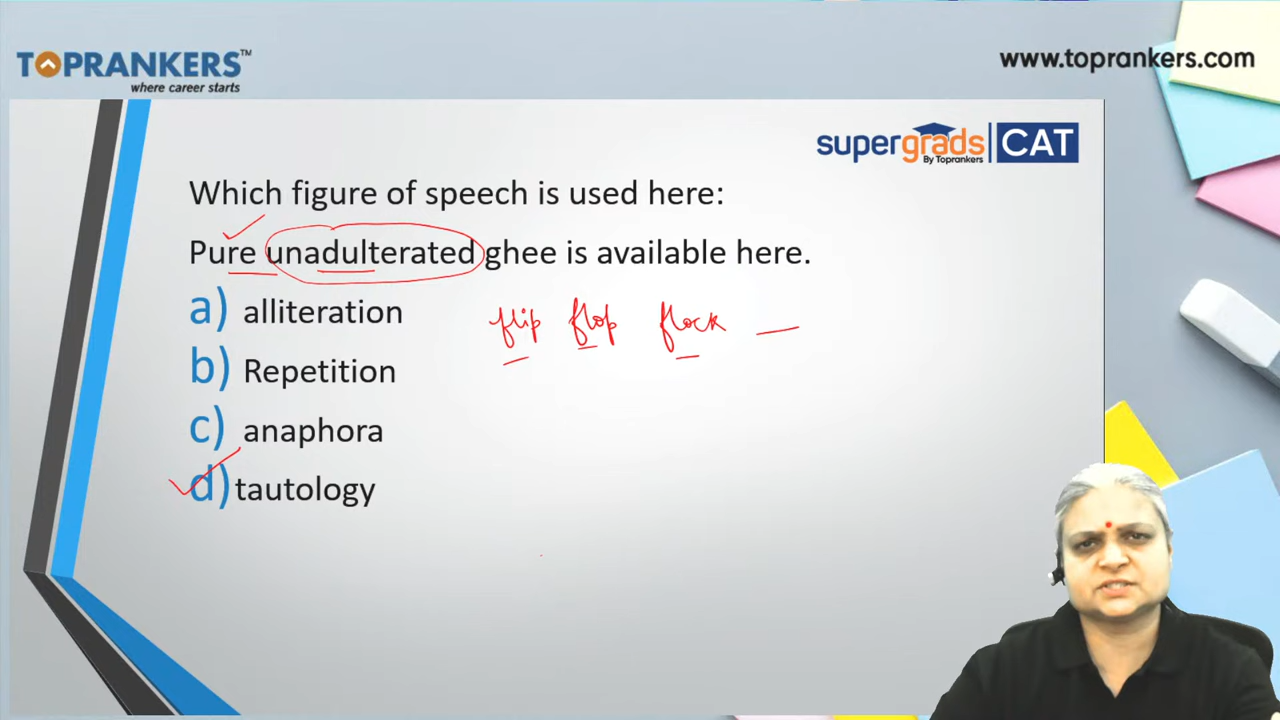 TOPRANKERS™
where career starts
www.toprankers.com
supergrads | CAT
By Toprankers
Which figure of speech is used here:
Pure unadulterated ghee is available here.
a) alliteration
flip flop flock
b) Repetition
c) anaphora
d) tautology